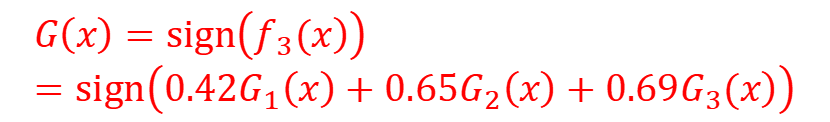 G(x) = sign(f₃(x))
= sign(0.42G₁(x) + 0.65G₂(x) + 0.69G₃(x))